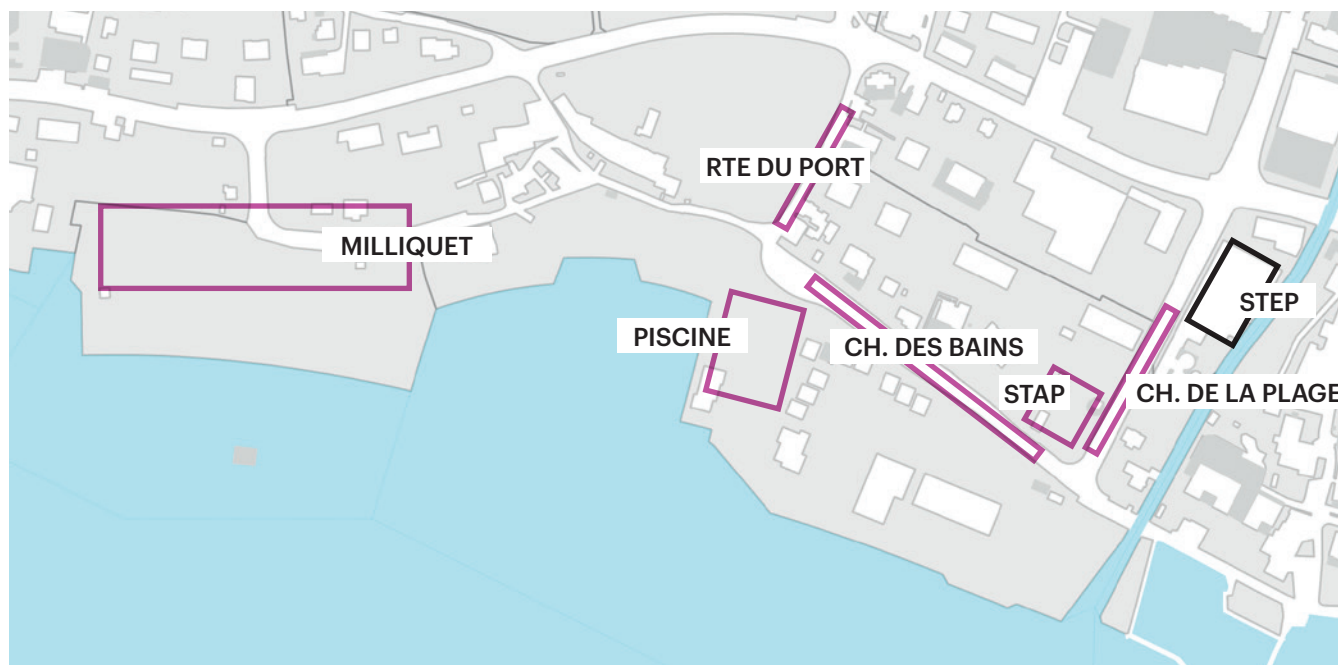 RTE DU PORT
MILLIQUET
STEP
PISCINE
CH. DES BAINS
STAP
CH. DE LA PLAGE